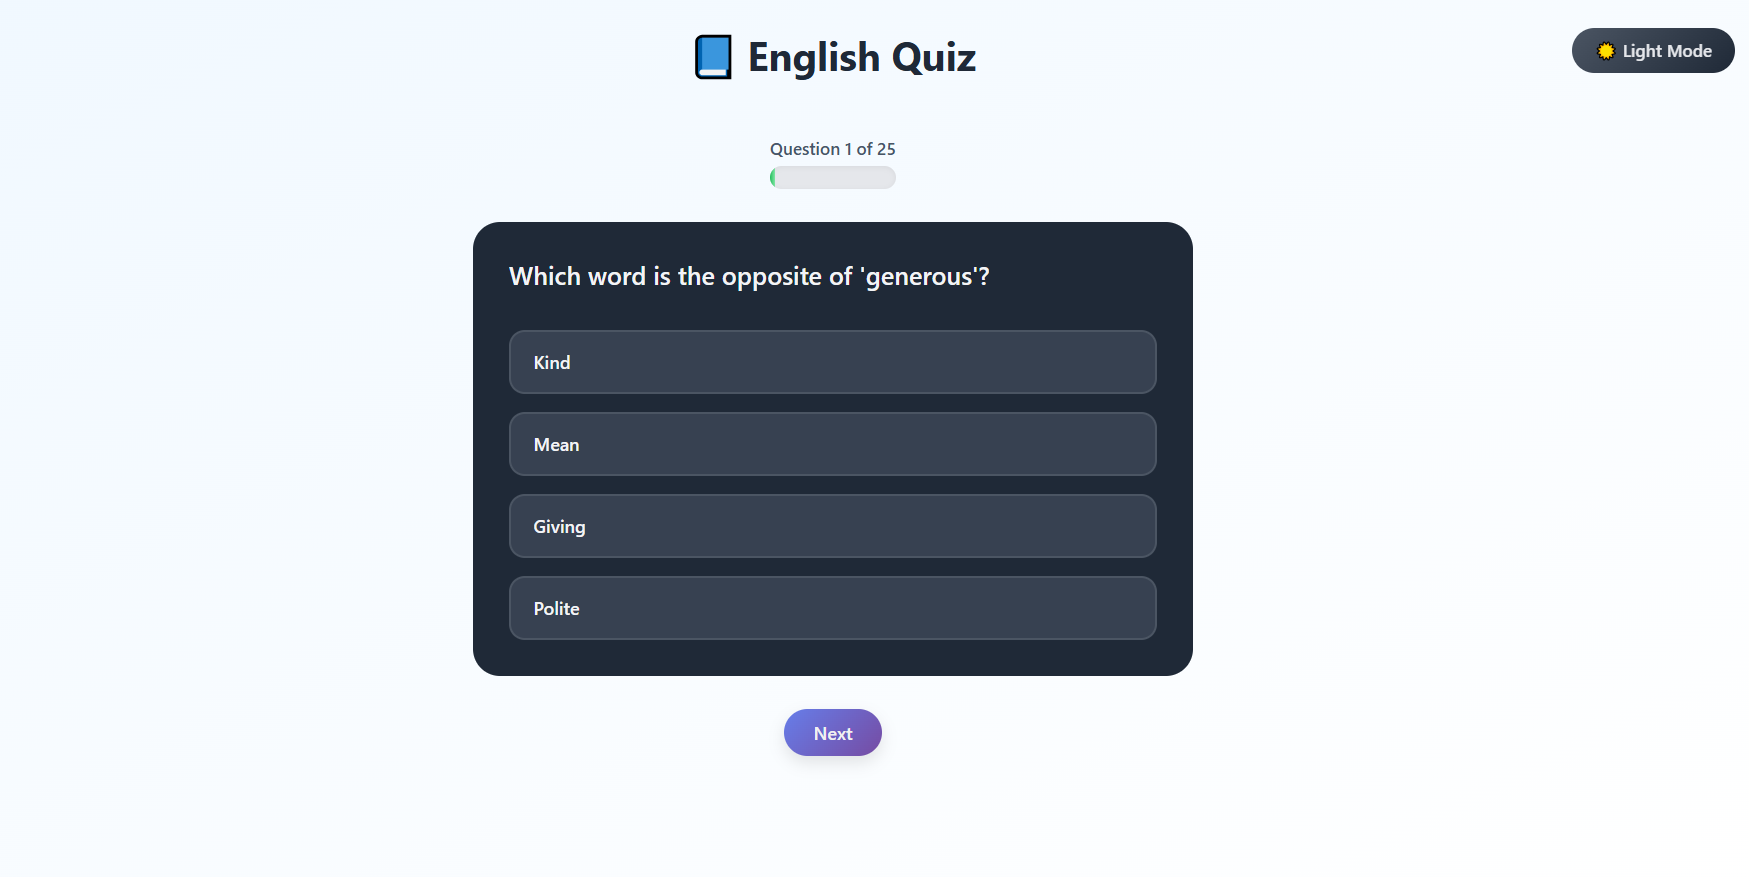 English Quiz
Light Mode
Question 1 of 25
Which word is the opposite of 'generous'?
Kind
Mean
Giving
Polite
Next